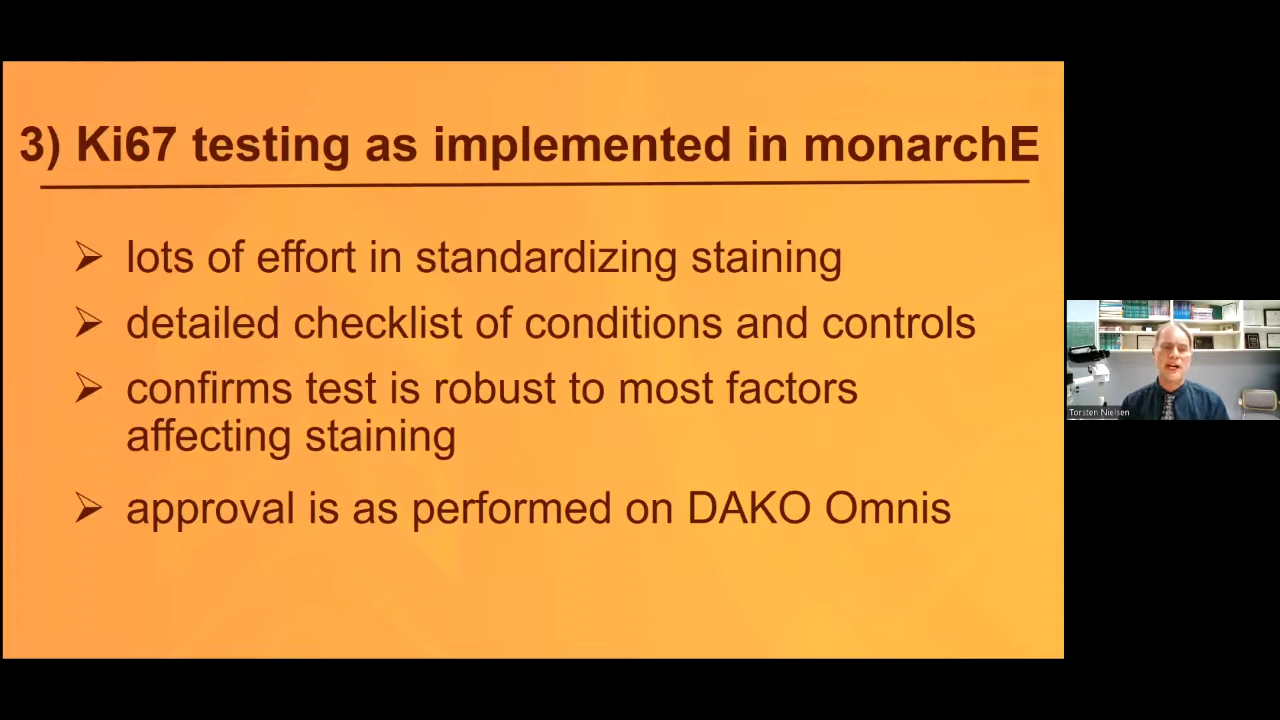 3) Ki67 testing as implemented in monarchE
➢ lots of effort in standardizing staining
➢ detailed checklist of conditions and controls
➢ confirms test is robust to most factors
affecting staining
➢ approval is as performed on DAKO Omnis
Torsten Nielsen